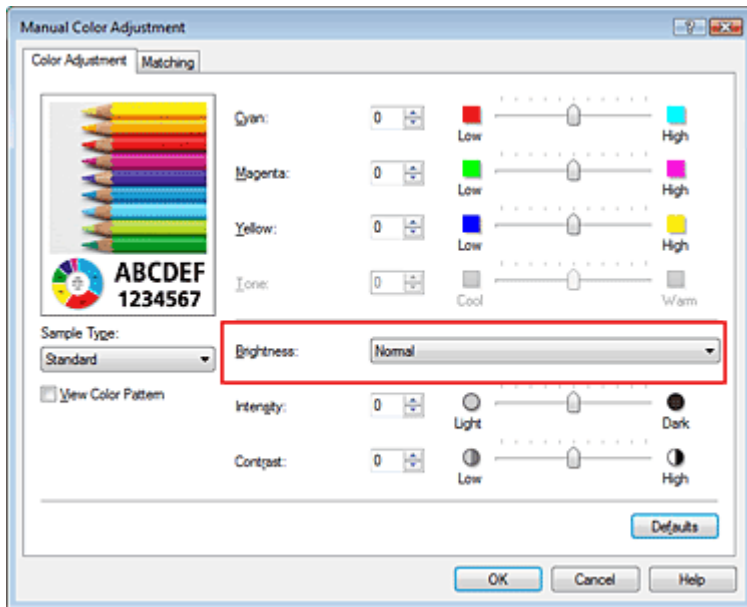 Manual Color Adjustment
Color Adjustment
Matching
Cyan:
0
Low
High
Magenta:
0
Low
High
Yellow:
0
Low
High
Tone:
0
Cool
Warm
ABCDEF
1234567
Sample Type:
Standard
View Color Pattern
Brightness:
Normal
Intensity:
0
Light
Dark
Contrast:
0
Low
High
Defaults
OK
Cancel
Help